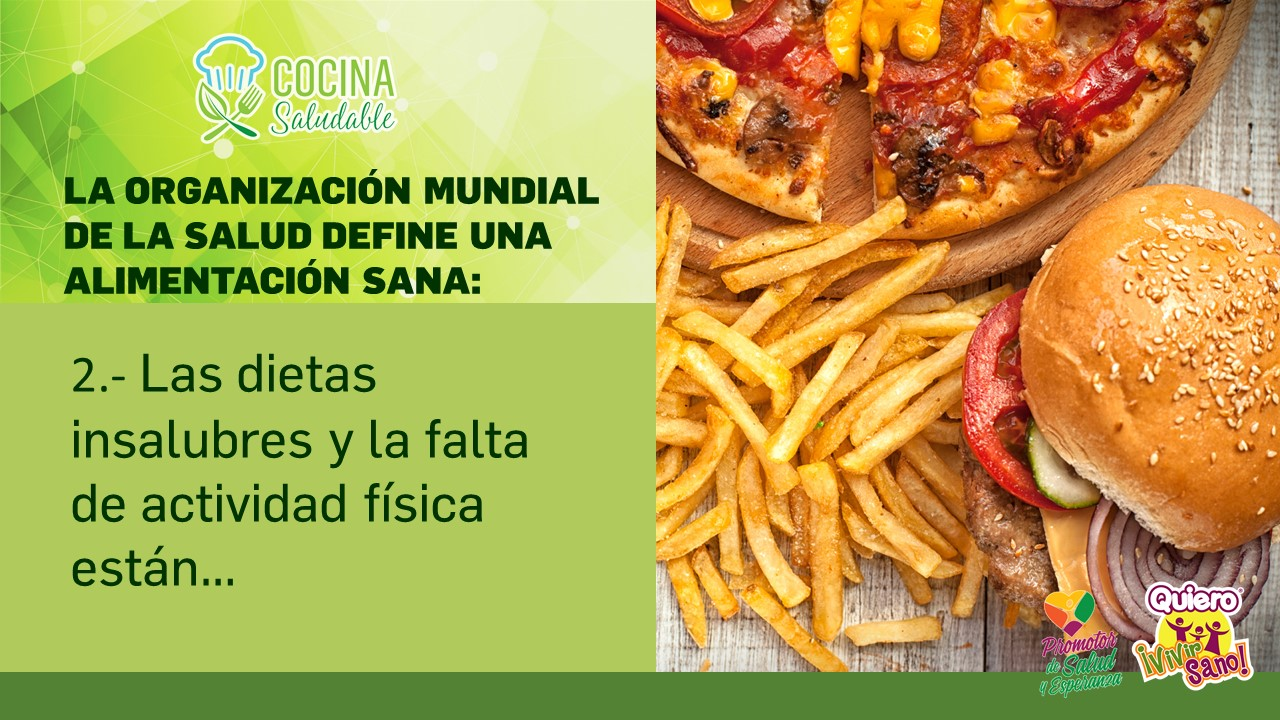 COCINA
Saludable
LA ORGANIZACIÓN MUNDIAL
DE LA SALUD DEFINE UNA
ALIMENTACIÓN SANA:
2.- Las dietas
insalubres y la falta
de actividad física
están...
Promotor
de Salud
y Esperanza
Quiero
¡Vivir
Sano!